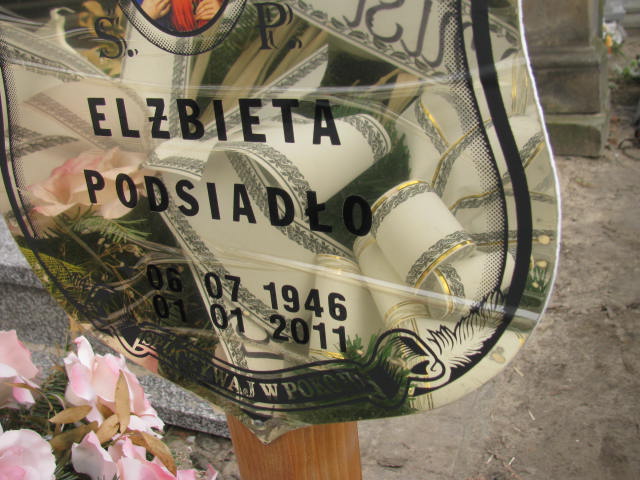 Ś. P.
ELŻBIETA
PODSIADŁO
06 07 1946
01 01 2011
W POKOJU